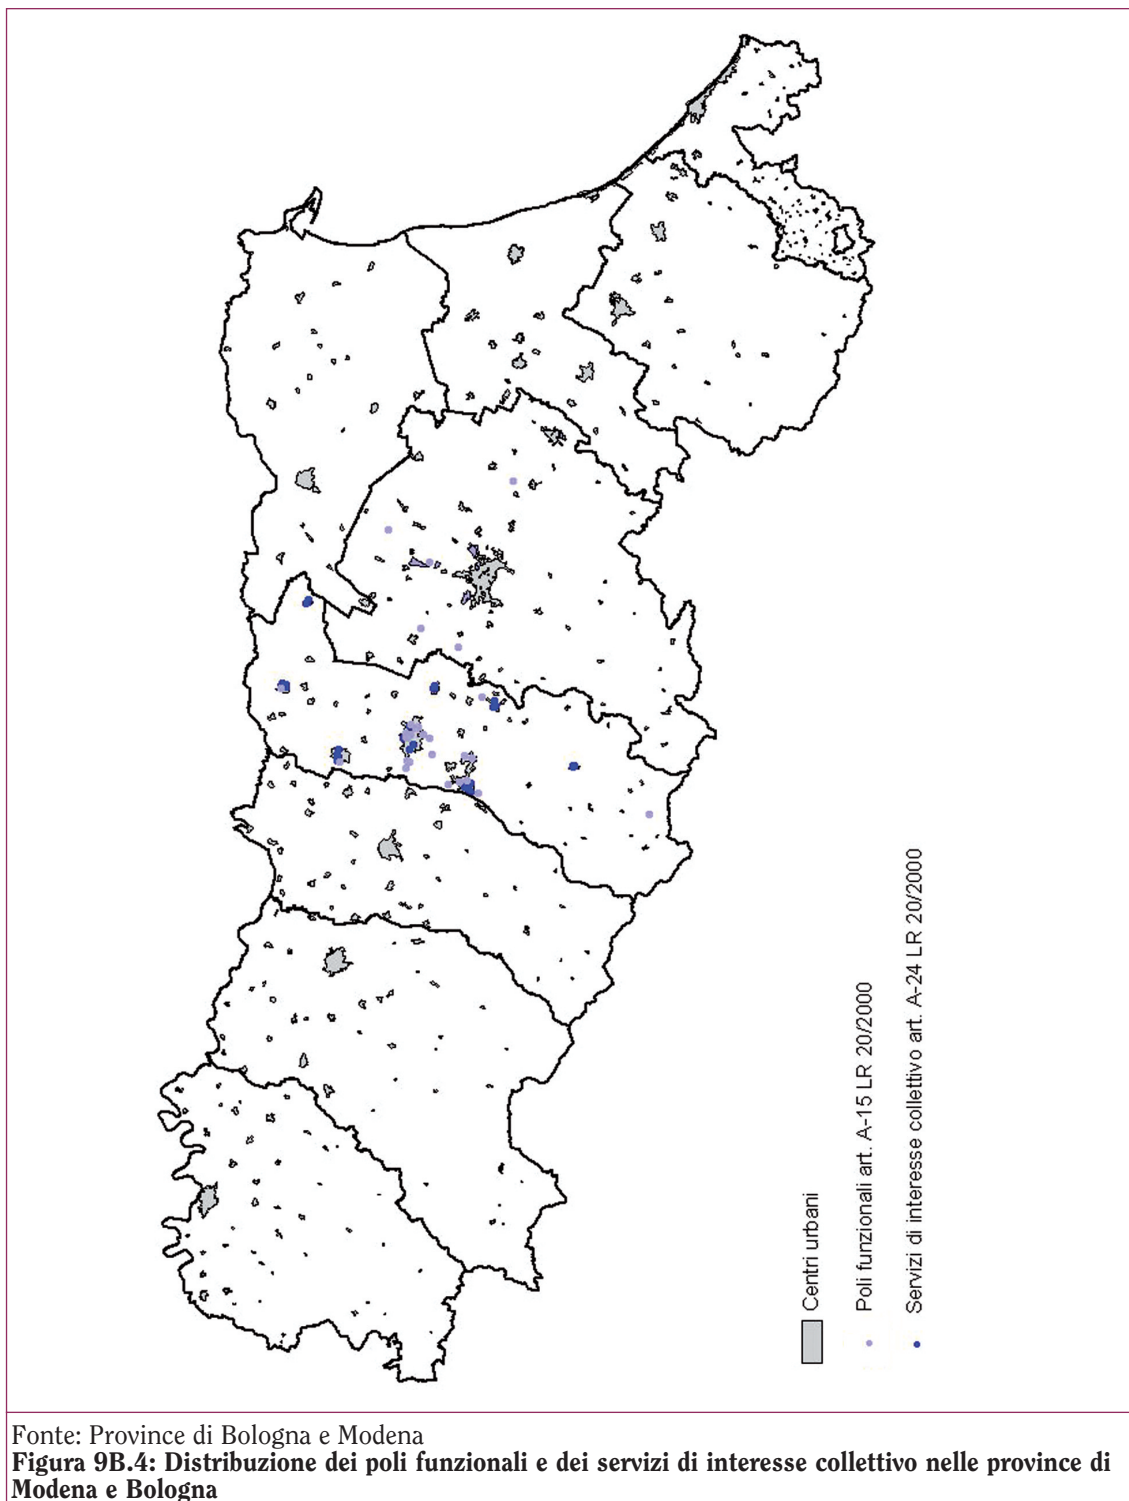 Centri urbani
Poli funzionali art. A-15 LR 20/2000
Servizi di interesse collettivo art. A-24 LR 20/2000
Fonte: Province di Bologna e Modena
Figura 9B.4: Distribuzione dei poli funzionali e dei servizi di interesse collettivo nelle province di
Modena e Bologna